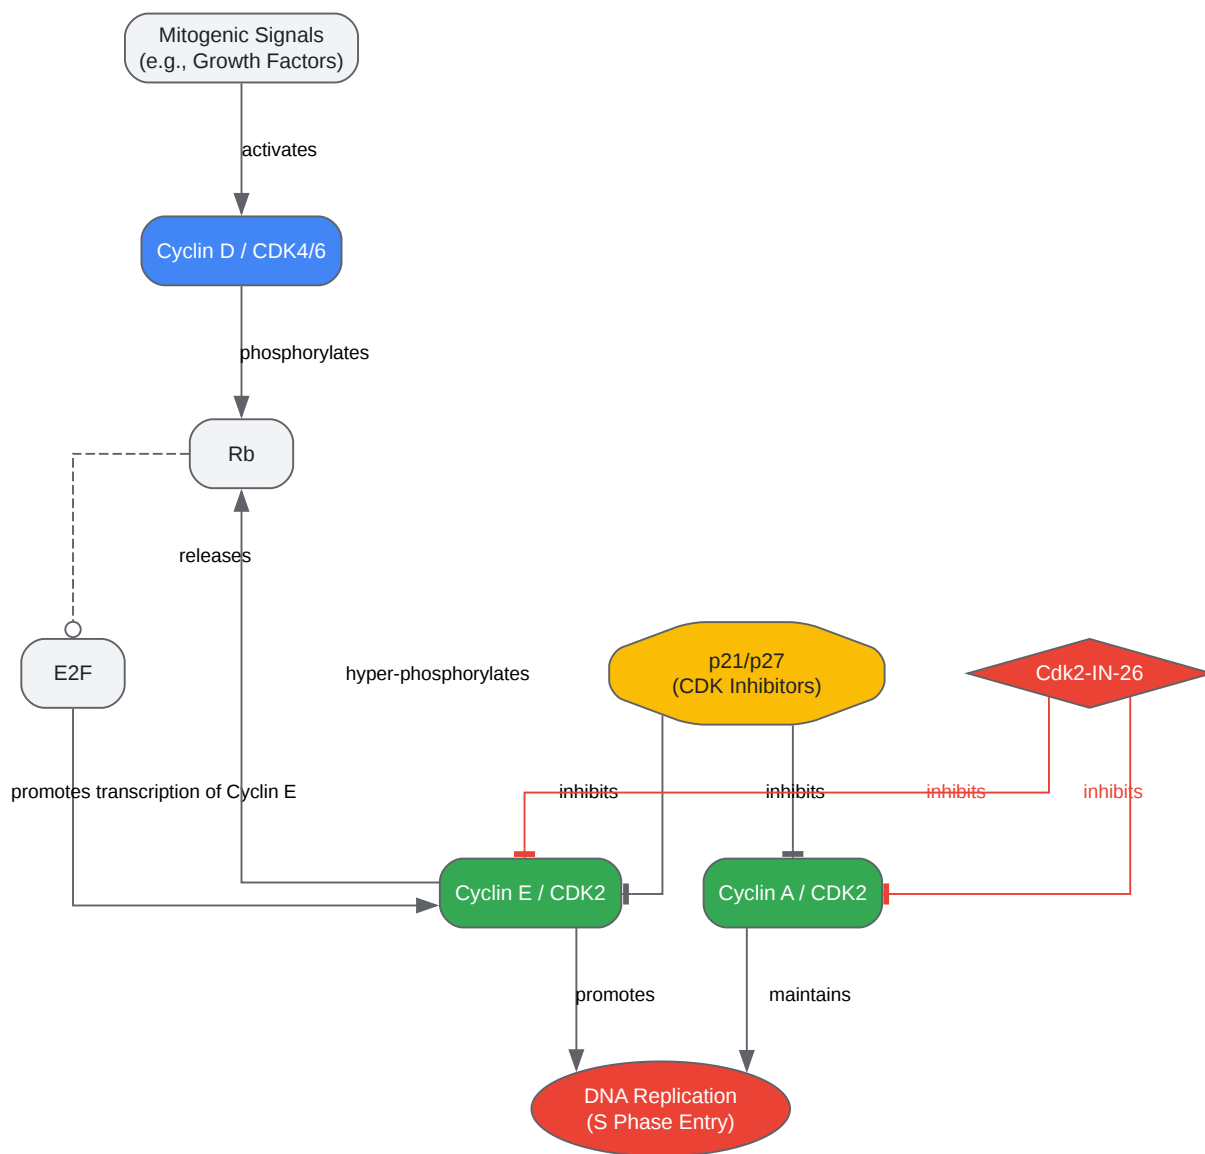 Mitogenic Signals
(e.g., Growth Factors)
activates
Cyclin D / CDK4/6
phosphorylates
Rb
releases
E2F
hyper-phosphorylates
p21/p27
(CDK Inhibitors)
Cdk2-IN-26
promotes transcription of Cyclin E
inhibits
inhibits
inhibits
inhibits
Cyclin E / CDK2
Cyclin A / CDK2
promotes
maintains
DNA Replication
(S Phase Entry)